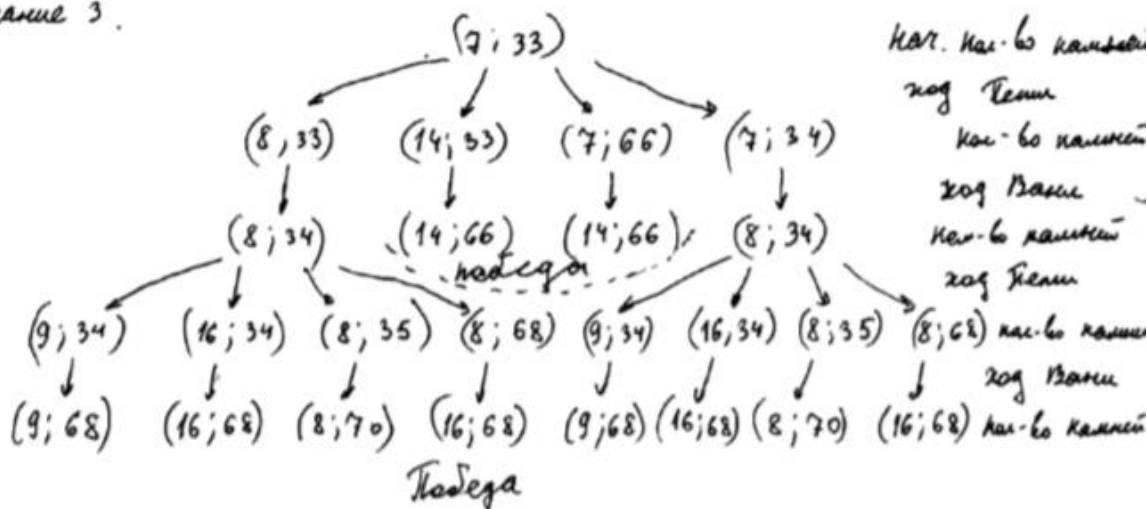 дание 3.
(7; 33) нач. кол-во камней
ход Пети
(8, 33) (14; 33) (7; 66) (7; 34) кол-во камней
ход Вани
(8; 34) (14; 66) (14; 66) (8; 34) кол-во камней
победа
ход Пети
(9; 34) (16; 34) (8; 35) (8; 68) (9; 34) (16, 34) (8; 35) (8; 68) кол-во камней
ход Вани
(9; 68) (16; 68) (8; 70) (16; 68) (9; 68) (16; 68) (8; 70) (16; 68) кол-во камней
Победа